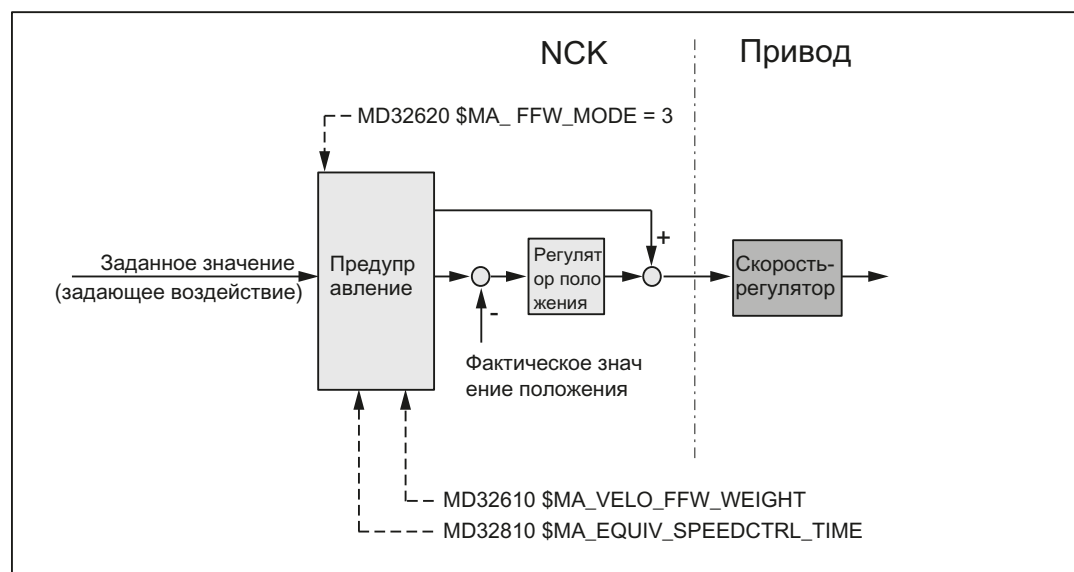 NCK
Привод
MD32620 $MA_ FFW_MODE = 3
Заданное значение
(задающее воздействие)
Предупр
авление
+
Регулят
ор поло
жения
Скорость-
регулятор
-
Фактическое знач
ение положения
MD32610 $MA_VELO_FFW_WEIGHT
MD32810 $MA_EQUIV_SPEEDCTRL_TIME